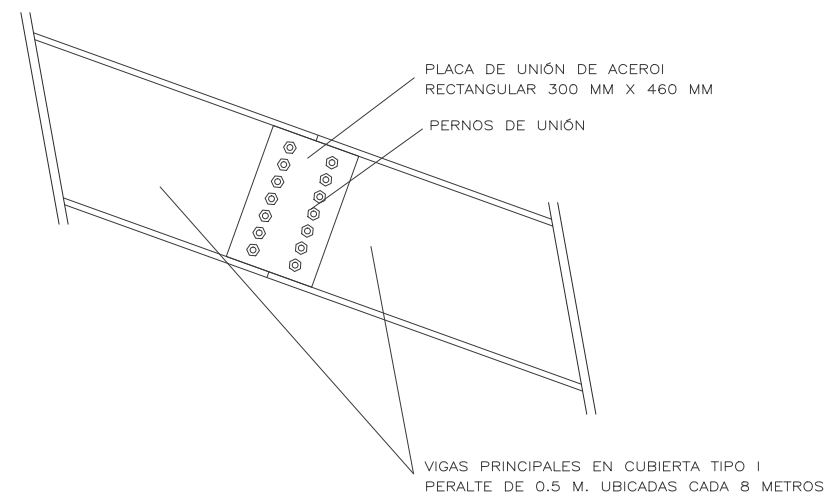 PLACA DE UNIÓN DE ACEROI
RECTANGULAR 300 MM X 460 MM
PERNOS DE UNIÓN
VIGAS PRINCIPALES EN CUBIERTA TIPO I
PERALTE DE 0.5 M. UBICADAS CADA 8 METROS